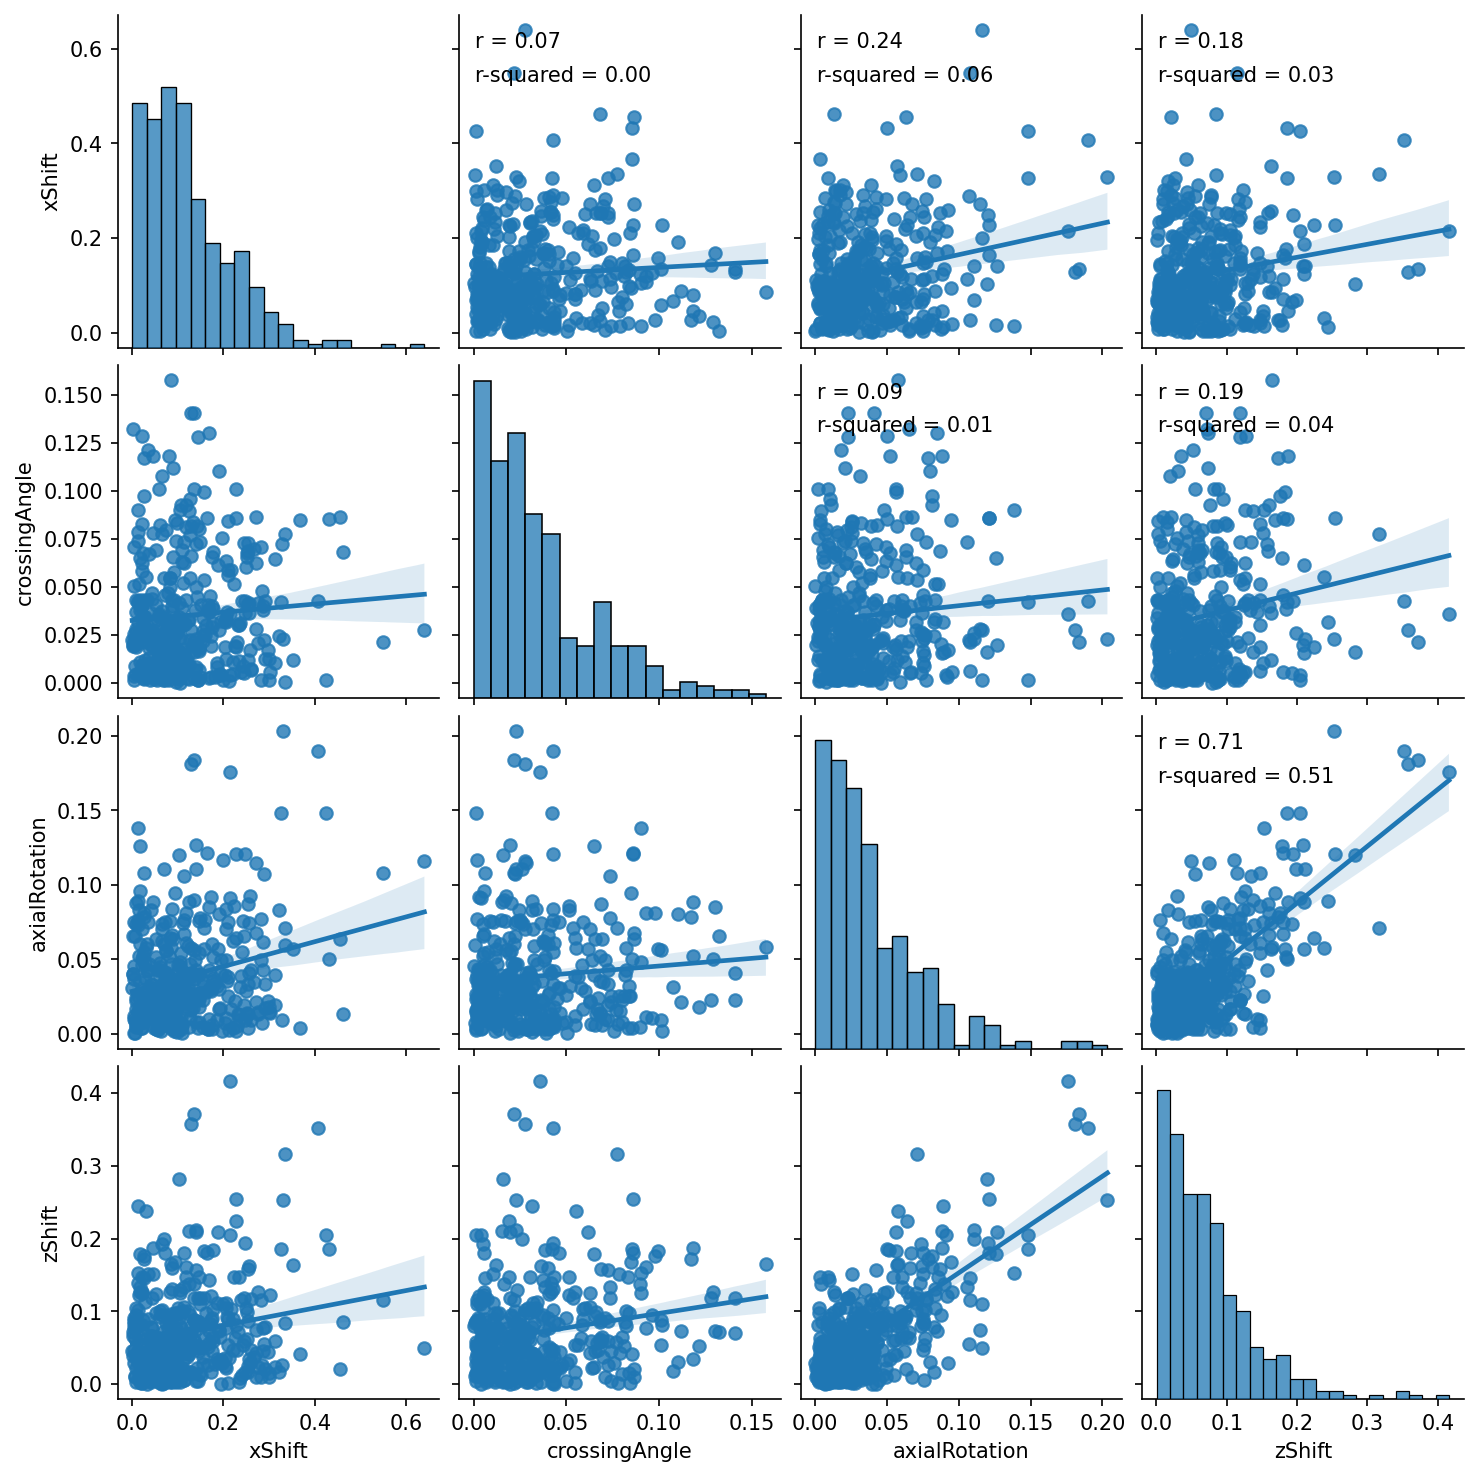 0.6
0.4
0.2
0.0
xShift
r = 0.07
r-squared = 0.00
r = 0.24
r-squared = 0.06
r = 0.18
r-squared = 0.03
0.150
0.125
0.100
0.075
0.050
0.025
0.000
crossingAngle
r = 0.09
r-squared = 0.01
r = 0.19
r-squared = 0.04
0.20
0.15
0.10
0.05
0.00
axialRotation
r = 0.71
r-squared = 0.51
0.4
0.3
0.2
0.1
0.0
zShift
0.0 0.2 0.4 0.6
xShift
0.00 0.05 0.10 0.15
crossingAngle
0.00 0.05 0.10 0.15 0.20
axialRotation
0.0 0.1 0.2 0.3 0.4
zShift